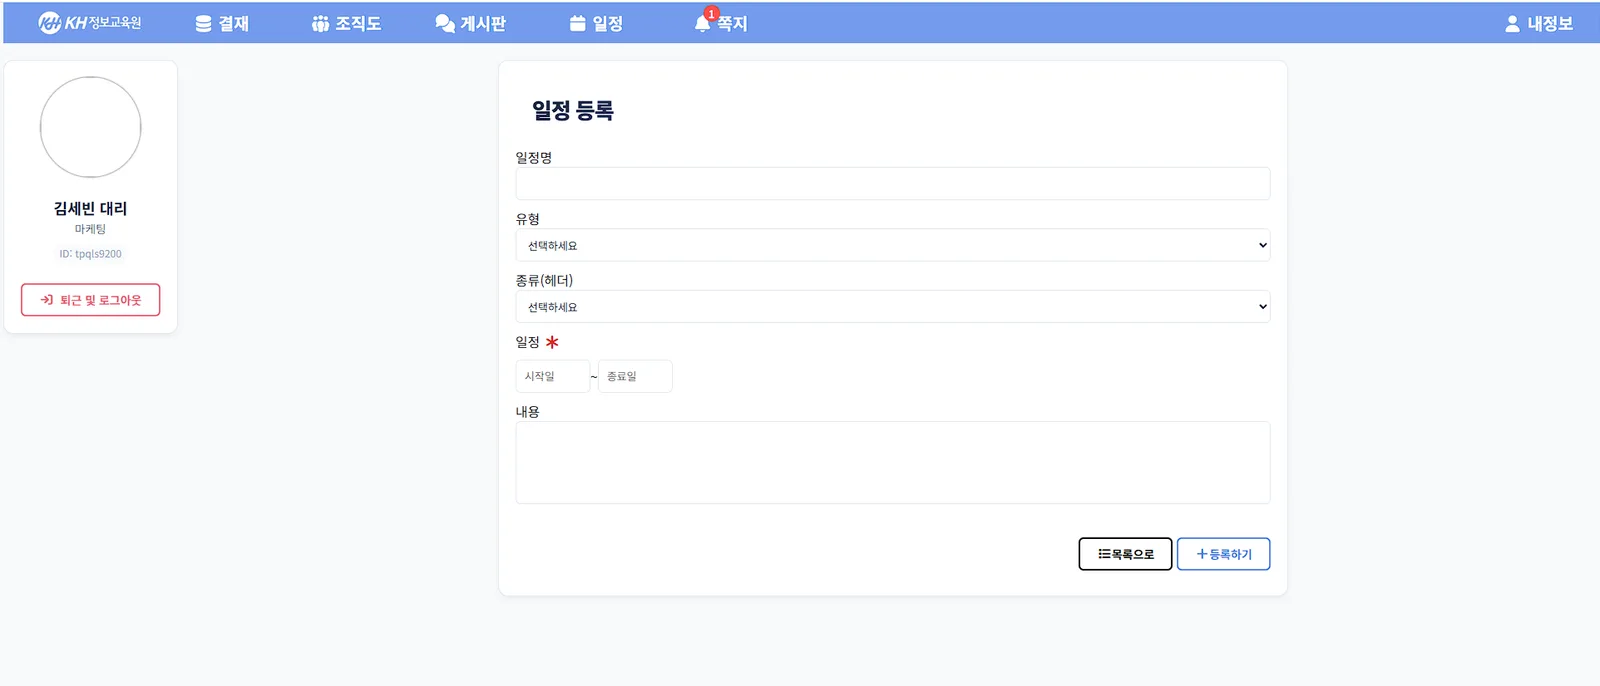 KH KH정보교육원 결재 조직도 게시판 일정 1 쪽지 내정보
김세빈 대리
마케팅
ID: tpqls9200
퇴근 및 로그아웃
일정 등록
일정명
유형
선택하세요
종류(헤더)
선택하세요
일정 *
시작일 ~ 종료일
내용
목록으로 +등록하기